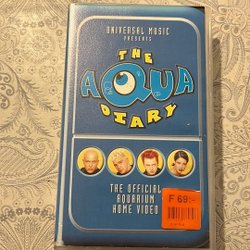 UNIVERSAL MUSIC
PRESENTS
THE
AQUA
DIARY
THE OFFICIAL
AQUARIUM
HOME VIDEO
F 69:-